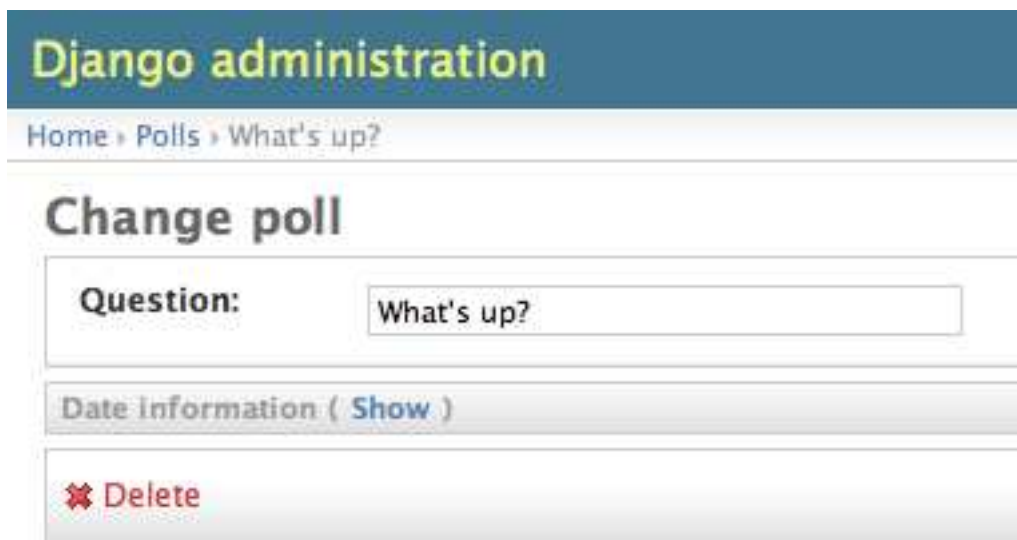 Django administration
Home › Polls › What's up?
Change poll
Question: What's up?
Date information ( Show )
Delete